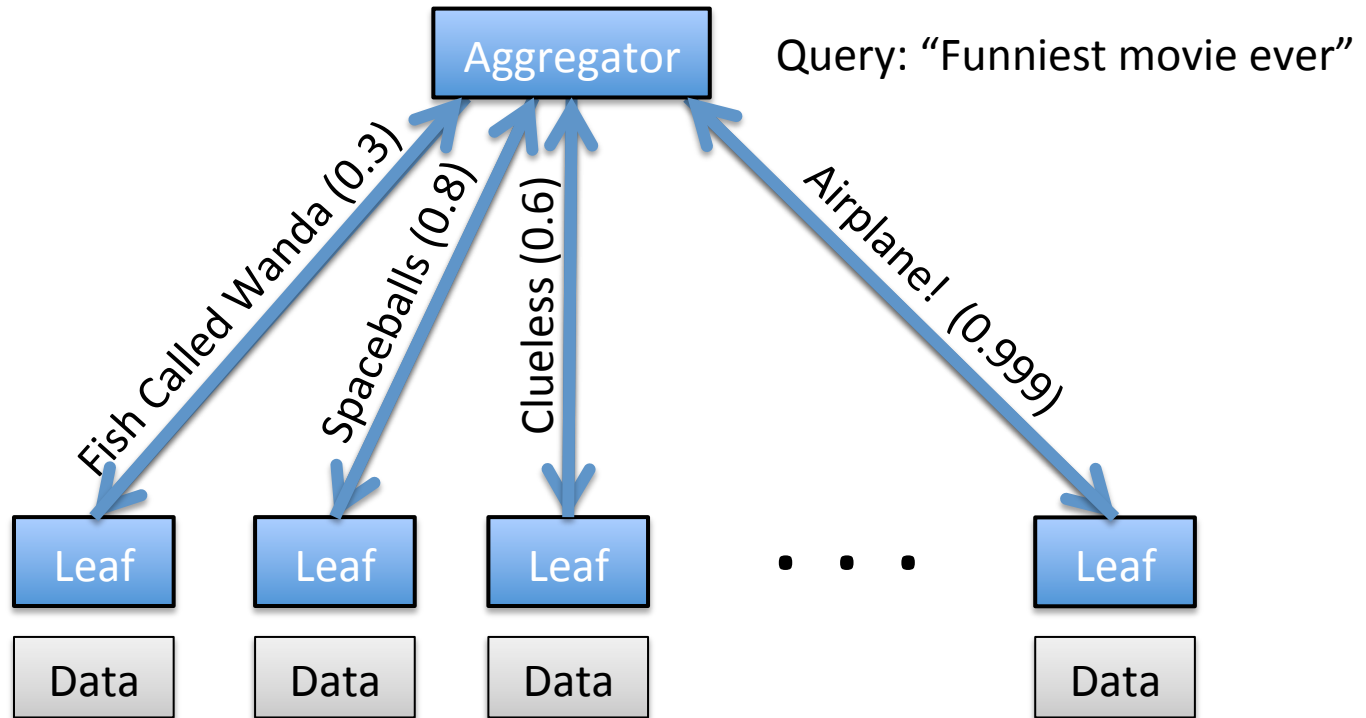 Aggregator
Query: “Funniest movie ever”
Fish Called Wanda (0.3)
Spaceballs (0.8)
Clueless (0.6)
Airplane!  (0.999)
Leaf
Leaf
Leaf
. . .
Leaf
Data
Data
Data
Data